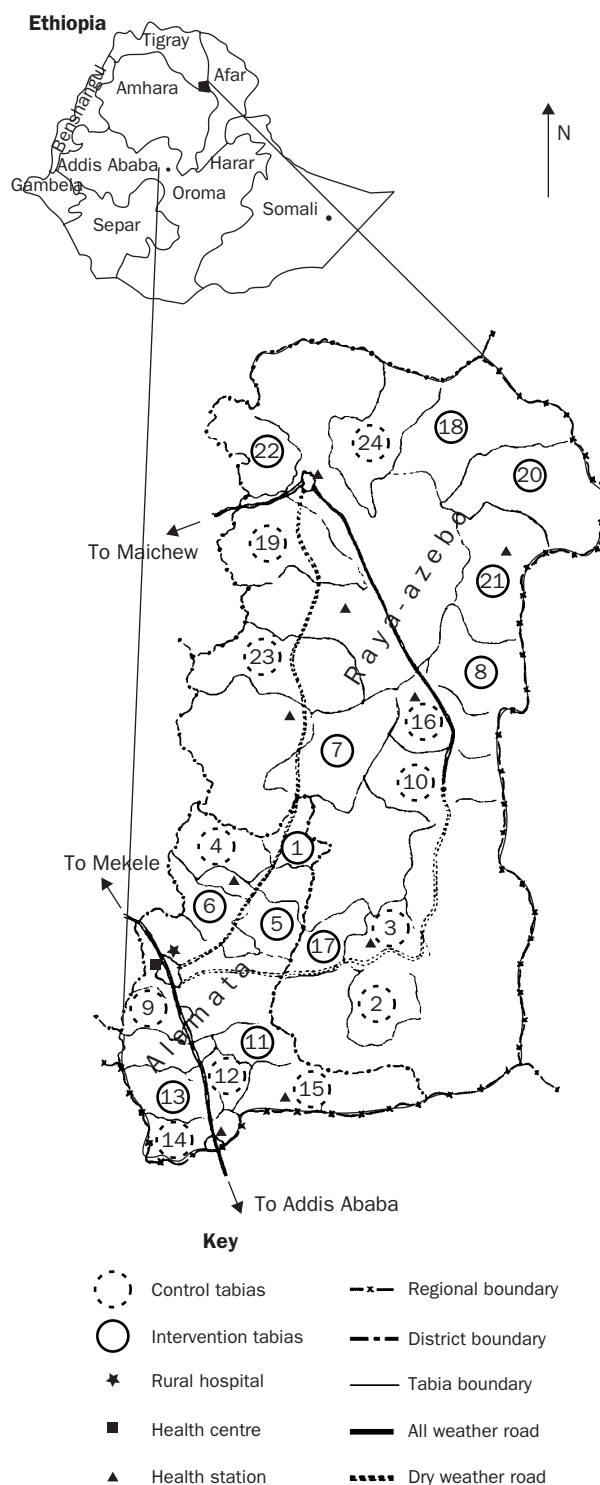 Ethiopia
Tigray
Afar
Amhara
Benshangul
Addis Ababa
Harar
Gambela
Oroma
Somali
Separ
N
24
18
22
20
To Maichew
19
21
Raya-azebo
23
8
16
7
10
4
1
To Mekele
6
5
17
3
9
2
Alamata
11
12
15
13
14
To Addis Ababa
Key
Control tabias
Regional boundary
Intervention tabias
District boundary
Rural hospital
Tabia boundary
Health centre
All weather road
Health station
Dry weather road